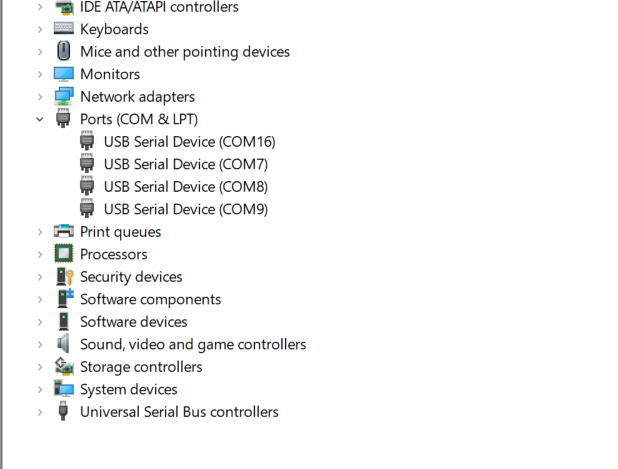 IDE ATA/ATAPI controllers
Keyboards
Mice and other pointing devices
Monitors
Network adapters
Ports (COM & LPT)
USB Serial Device (COM16)
USB Serial Device (COM7)
USB Serial Device (COM8)
USB Serial Device (COM9)
Print queues
Processors
Security devices
Software components
Software devices
Sound, video and game controllers
Storage controllers
System devices
Universal Serial Bus controllers